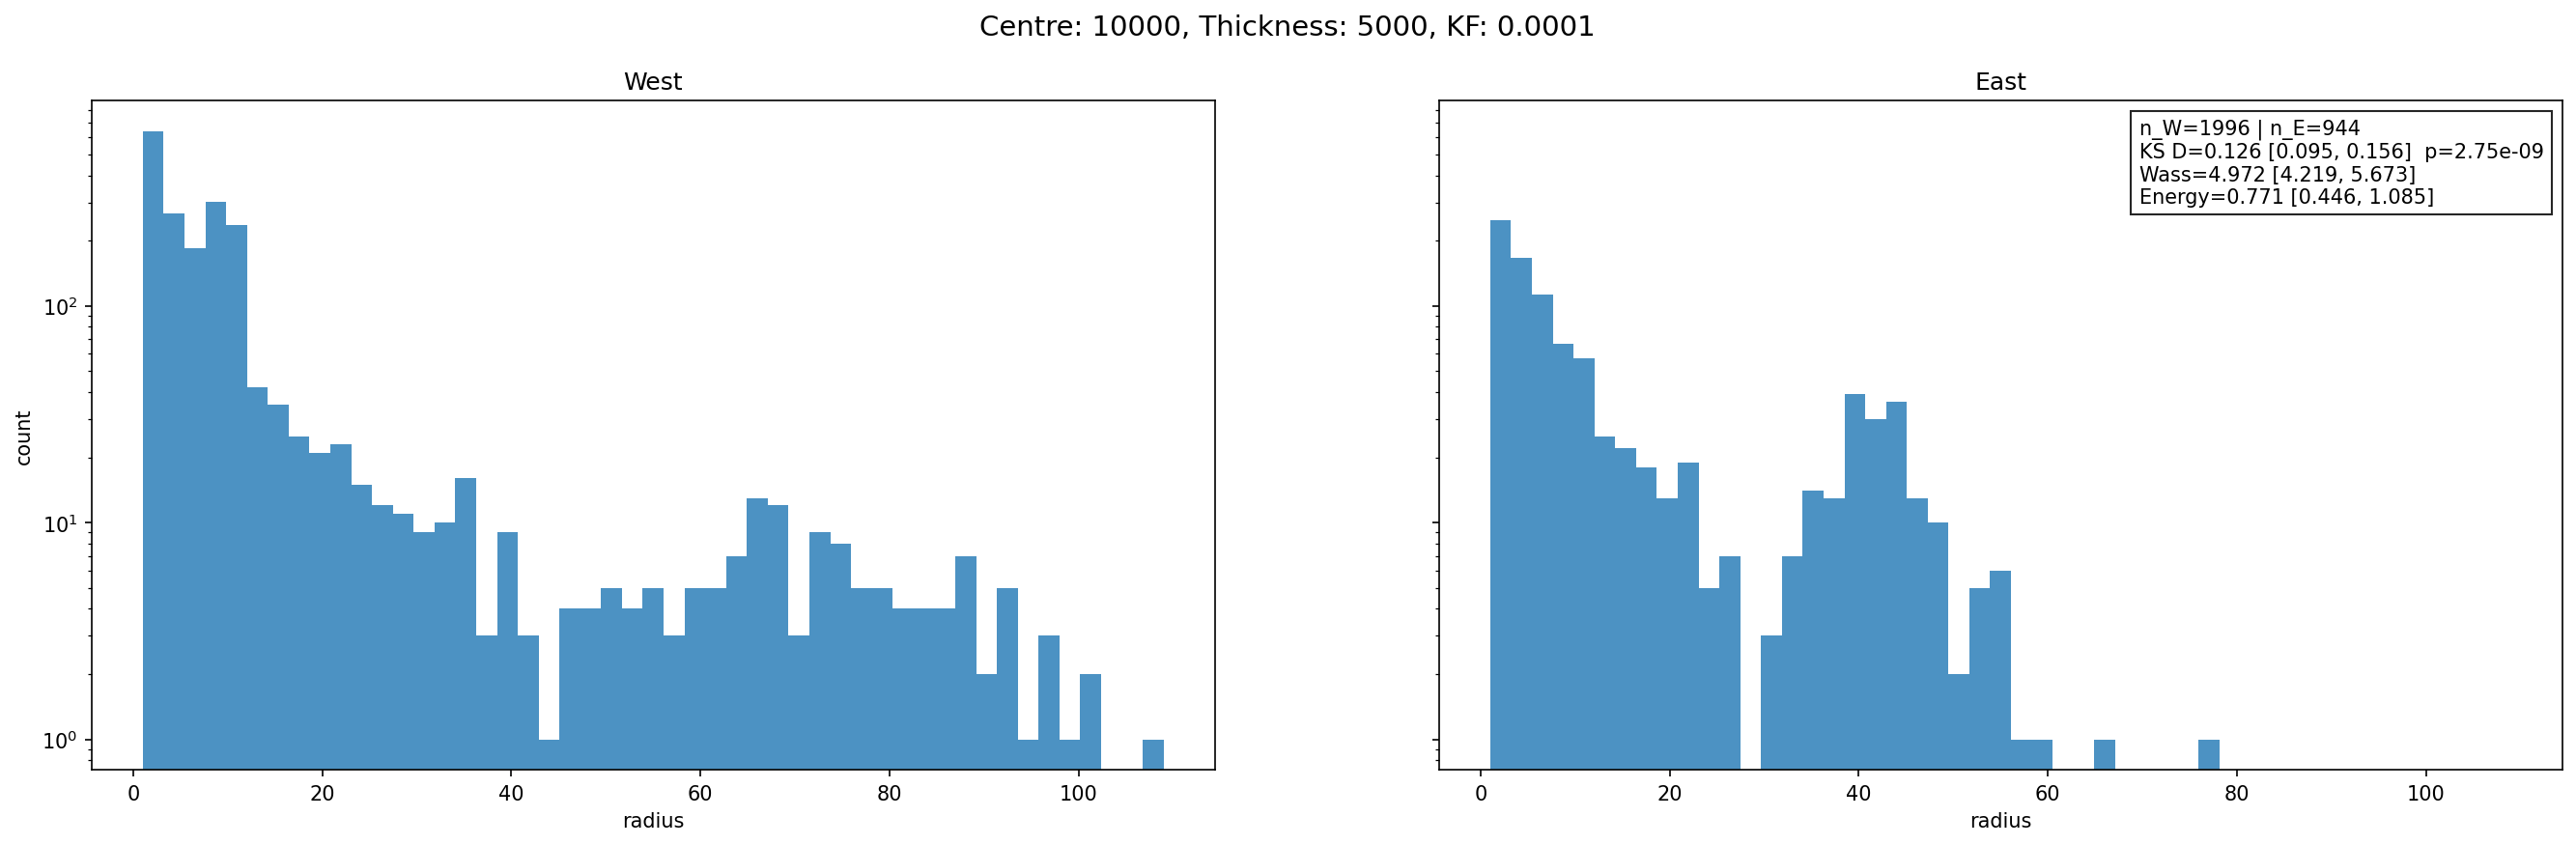 Centre: 10000, Thickness: 5000, KF: 0.0001
West
count
10²
10¹
10⁰
0 20 40 60 80 100
radius
East
n_W=1996 | n_E=944
KS D=0.126 [0.095, 0.156]  p=2.75e-09
Wass=4.972 [4.219, 5.673]
Energy=0.771 [0.446, 1.085]
0 20 40 60 80 100
radius